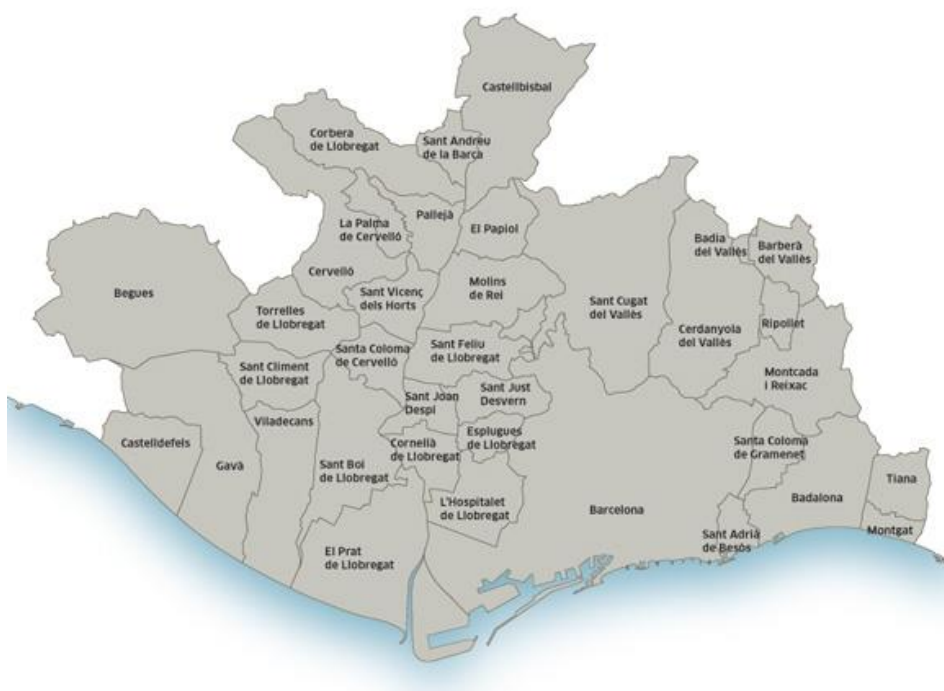 Castellbisbal
Corbera
de Llobregat
Sant Andreu
de la Barca
La Palma
de Cervelló
Pallejà
El Papiol
Badia
del Vallès
Barberà
del Vallès
Begues
Cervelló
Sant Vicenç
dels Horts
Molins
de Rei
Sant Cugat
del Vallès
Torrelles
de Llobregat
Cerdanyola
del Vallès
Ripollet
Santa Coloma
de Cervelló
Sant Feliu
de Llobregat
Sant Climent
de Llobregat
Montcada
i Reixac
Sant Joan
Despí
Sant Just
Desvern
Castelldefels
Viladecans
Gavà
Sant Boi
de Llobregat
Cornellà
de Llobregat
Esplugues
de Llobregat
Santa Coloma
de Gramenet
Tiana
Badalona
L'Hospitalet
de Llobregat
Barcelona
Montgat
El Prat
de Llobregat
Sant Adrià
de Besòs